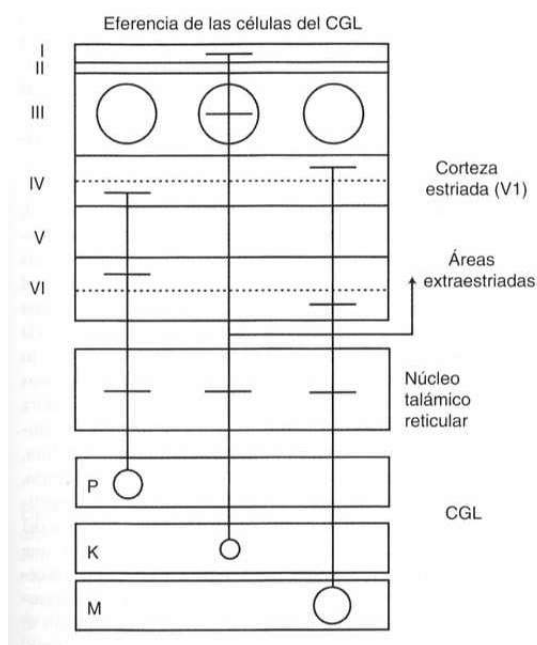 Eferencia de las células del CGL
I
II
III
IV
V
VI
Corteza
estriada (V1)
Áreas
extraestriadas
Núcleo
talámico
reticular
P
K
M
CGL